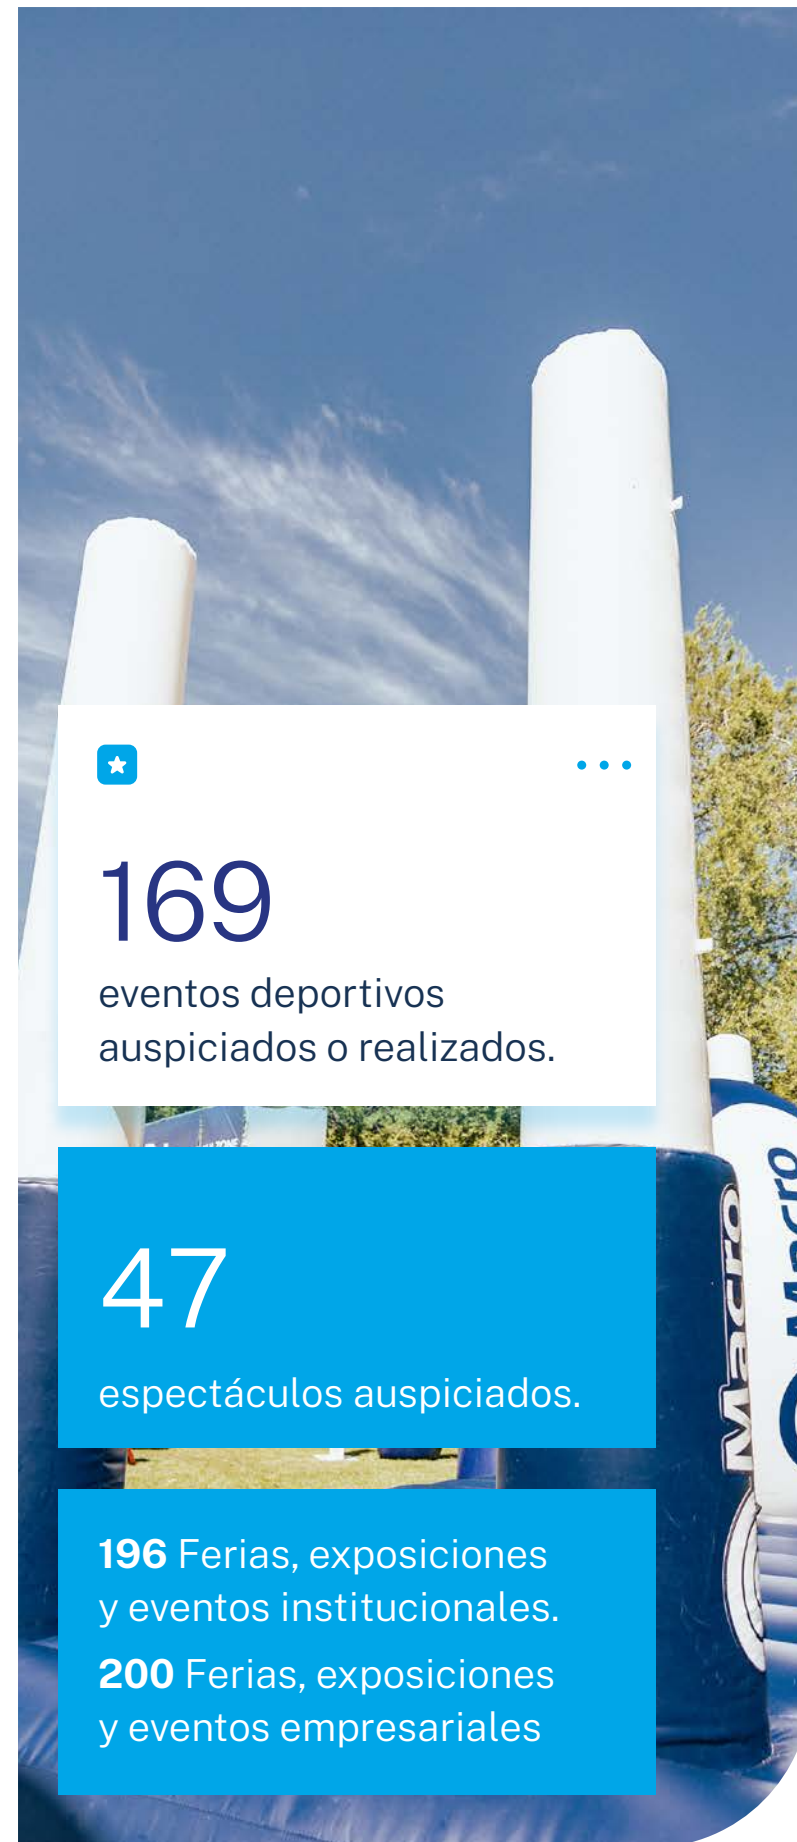 169
eventos deportivos
auspiciados o realizados.
47
espectáculos auspiciados.
196 Ferias, exposiciones
y eventos institucionales.
200 Ferias, exposiciones
y eventos empresariales
Macro
Macro